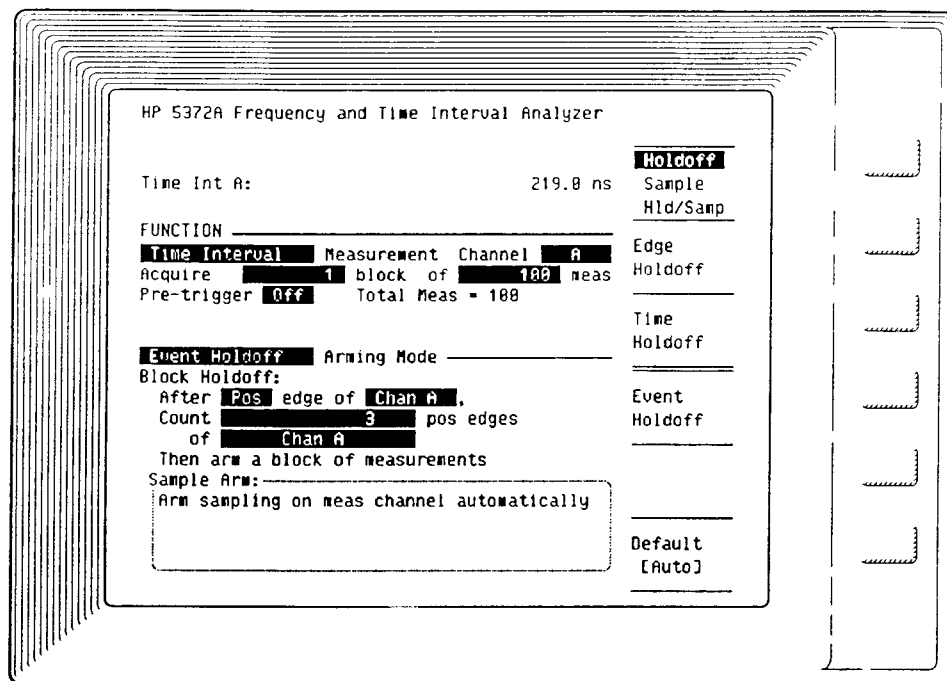 HP 5372A Frequency and Time Interval Analyzer
Time Int A: 219.0 ns
FUNCTION
Time Interval Measurement Channel A
Acquire 1 block of 100 meas
Pre-trigger Off Total Meas = 100
Event Holdoff Arming Mode
Block Holdoff:
After Pos edge of Chan A,
Count 3 pos edges
of Chan A
Then arm a block of measurements
Sample Arm:
Arm sampling on meas channel automatically
Holdoff
Sample
Hld/Samp
Edge
Holdoff
Time
Holdoff
Event
Holdoff
Default
[Auto]